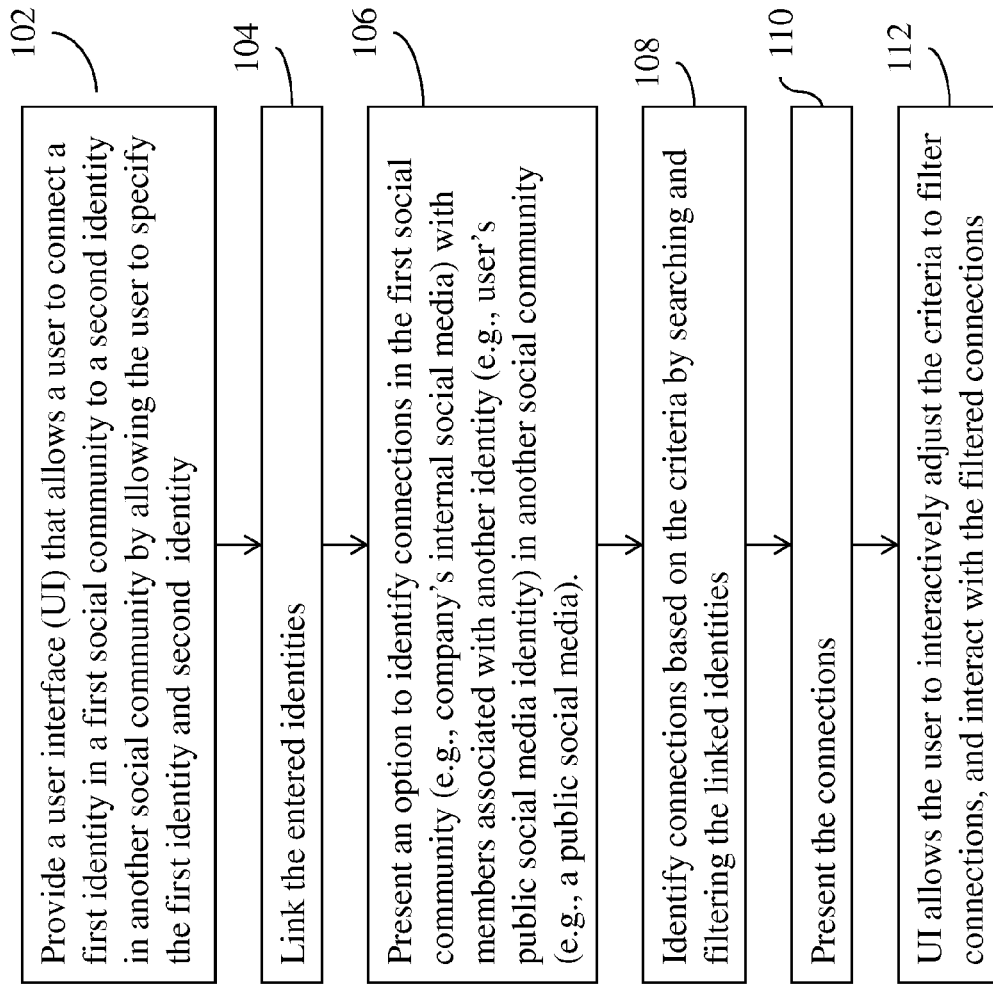 Provide a user interface (UI) that allows a user to connect a
first identity in a first social community to a second identity
in another social community by allowing the user to specify
the first identity and second identity
102
Link the entered identities
104
Present an option to identify connections in the first social
community (e.g., company's internal social media) with
members associated with another identity (e.g., user's
public social media identity) in another social community
(e.g., a public social media).
106
Identify connections based on the criteria by searching and
filtering the linked identities
108
Present the connections
110
UI allows the user to interactively adjust the criteria to filter
connections, and interact with the filtered connections
112